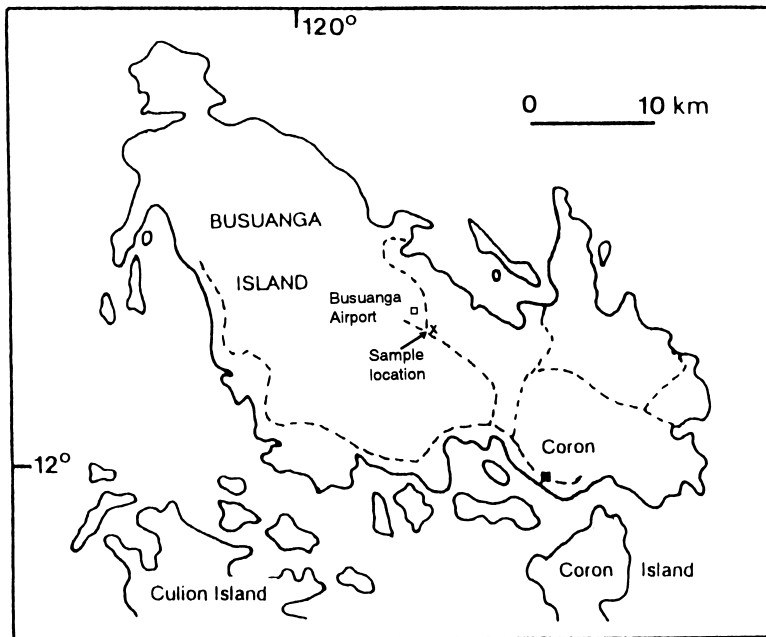 120°
0 10 km
BUSUANGA
ISLAND
Busuanga
Airport
x
Sample
location
Coron
12°
Culion Island
Coron Island